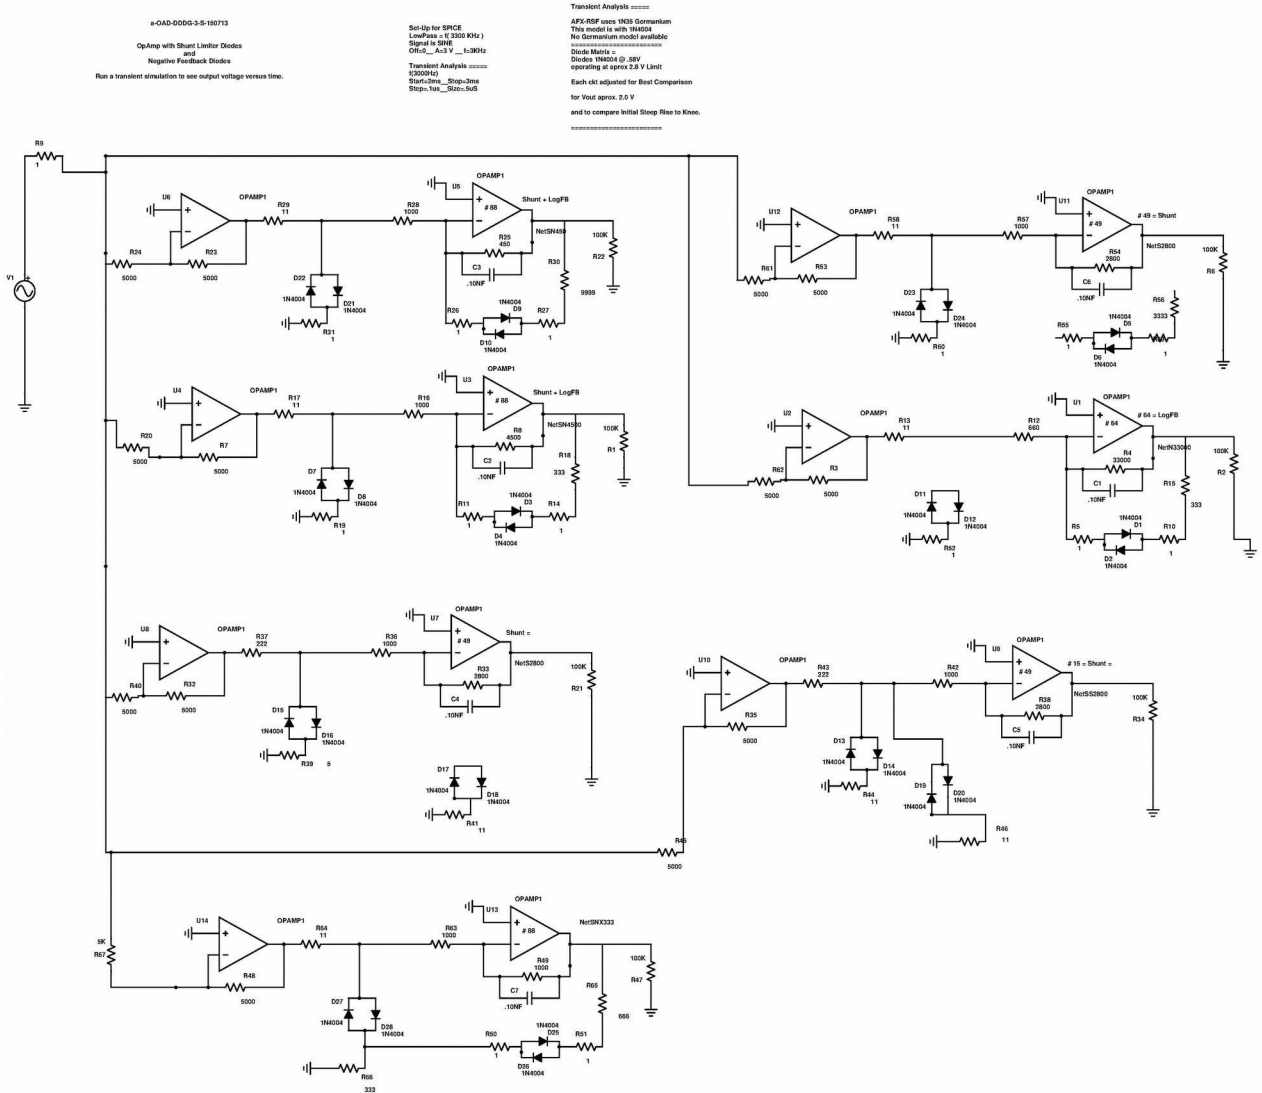 a-OAD-DDDG-3-S-150713
OpAmp with Shunt Limiter Diodes
and
Negative Feedback Diodes
Run a transient simulation to see output voltage versus time.
Set-Up for SPICE
LowPass = f( 3300 KHz )
Signal is SINE
Off=0__ A=3 V __ f=3KHz
Transient Analysis =====
f(3000Hz)
Start=2ms__Stop=3ms
Step=.1us__Size=.5uS
Transient Analysis =====
AFX-RSF uses 1N35 Germanium
This model is with 1N4004
No Germanium model available
========================
Diode Matrix =
Diodes 1N4004 @ .58V
operating at aprox 2.8 V Limit
Each ckt adjusted for Best Comparison
for Vout aprox. 2.0 V
and to compare Initial Steep Rise to Knee.
========================
R9
1
V1
U6
OPAMP1
R29
11
R28
1000
U5
OPAMP1
# 88
Shunt + LogFB
NetSN450
R24
5000
R23
5000
R25
450
C3
.10NF
R30
9999
100K
R22
D22
1N4004
D21
1N4004
R31
1
R26
1
1N4004
D9
D10
1N4004
R27
1
U12
OPAMP1
R58
11
R57
1000
U11
OPAMP1
# 49
# 49 = Shunt
NetS2800
R61
5000
R53
5000
R54
2800
C6
.10NF
100K
R6
D23
1N4004
D24
1N4004
R60
1
R55
1
1N4004
D5
D6
1N4004
R56
3333
1
U4
OPAMP1
R17
11
R16
1000
U3
OPAMP1
# 88
Shunt + LogFB
NetSN4500
R20
5000
R7
5000
R8
4500
C2
.10NF
R18
333
100K
R1
D7
1N4004
D8
1N4004
R19
1
R11
1
1N4004
D3
D4
1N4004
R14
1
U2
OPAMP1
R13
11
R12
660
U1
OPAMP1
# 64
# 64 = LogFB
NetN33000
R62
5000
R3
5000
R4
33000
C1
.10NF
R15
333
100K
R2
D11
1N4004
D12
1N4004
R52
1
R5
1
1N4004
D1
D2
1N4004
R10
1
U8
OPAMP1
R37
222
R36
1000
U7
OPAMP1
# 49
Shunt =
NetS2800
R40
5000
R32
5000
R33
2800
C4
.10NF
100K
R21
D15
1N4004
D16
1N4004
R39
5
D17
1N4004
D18
1N4004
R41
11
U10
OPAMP1
R43
222
R42
1000
U9
OPAMP1
# 49
# 15 = Shunt =
NetSS2800
R35
5000
R38
2800
C5
.10NF
100K
R34
D13
1N4004
D14
1N4004
R44
11
D19
1N4004
D20
1N4004
R46
11
R45
5000
U14
OPAMP1
R64
11
R63
1000
U13
OPAMP1
# 88
NetSNX333
5K
R67
R48
5000
R49
1000
C7
.10NF
R65
666
100K
R47
D27
1N4004
D28
1N4004
R66
333
R50
1
1N4004
D25
D26
1N4004
R51
1